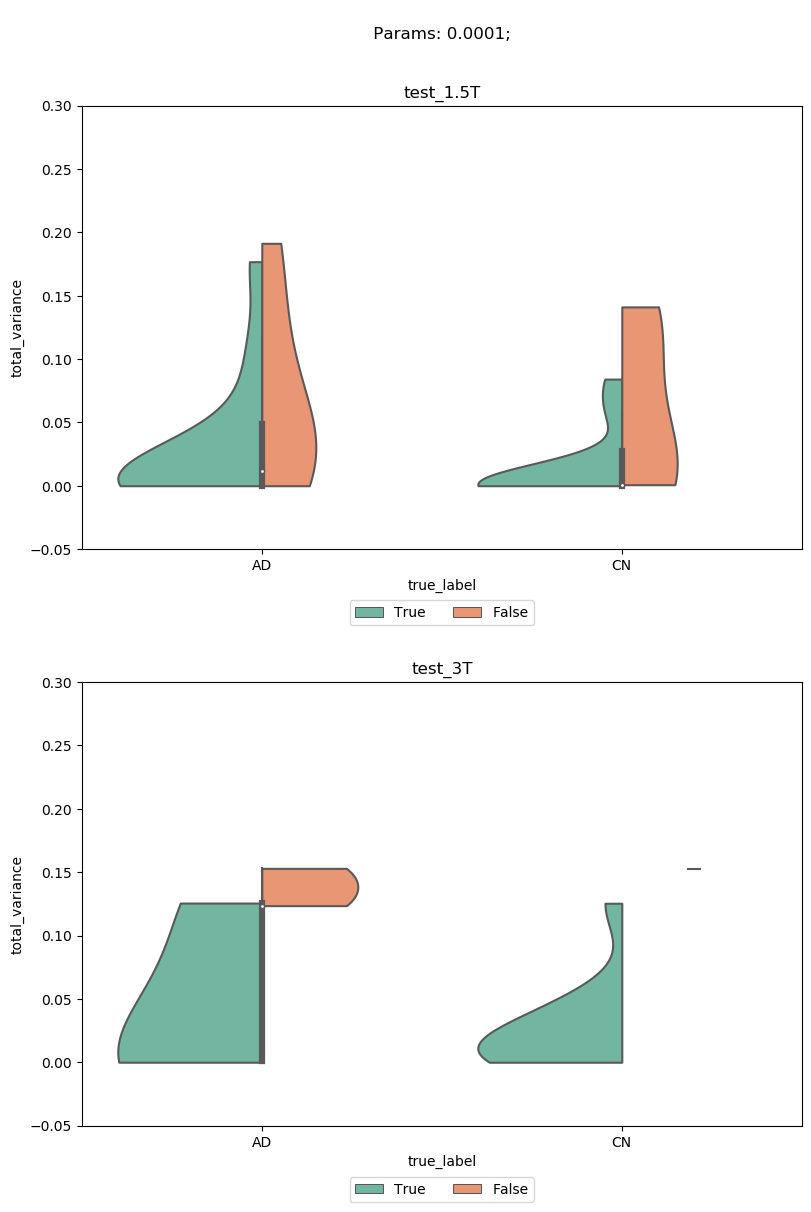 Params: 0.0001;
test_1.5T
0.30
0.25
0.20
0.15
0.10
0.05
0.00
−0.05
total_variance
AD CN
true_label
True False
test_3T
0.30
0.25
0.20
0.15
0.10
0.05
0.00
−0.05
total_variance
AD CN
true_label
True False